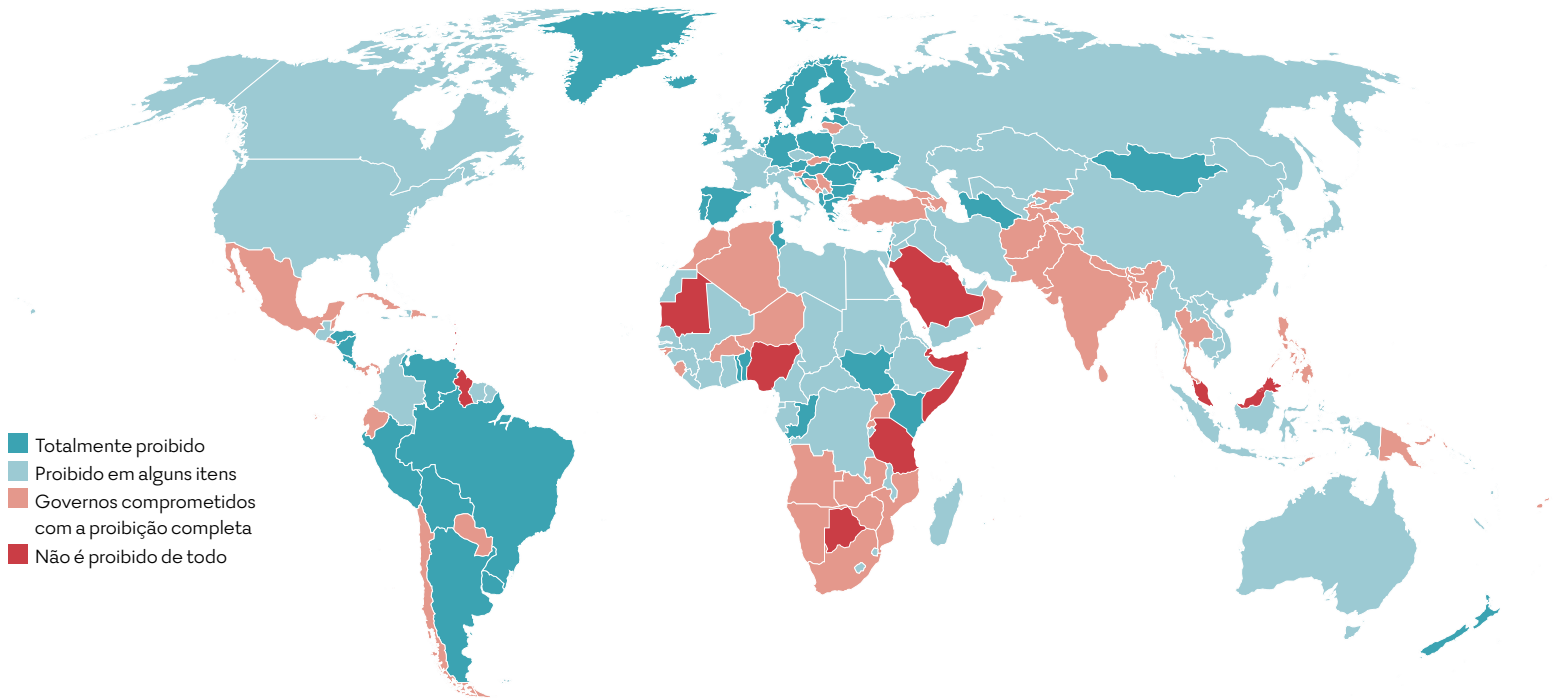 Totalmente proibido
Proibido em alguns itens
Governos comprometidos
com a proibição completa
Não é proibido de todo